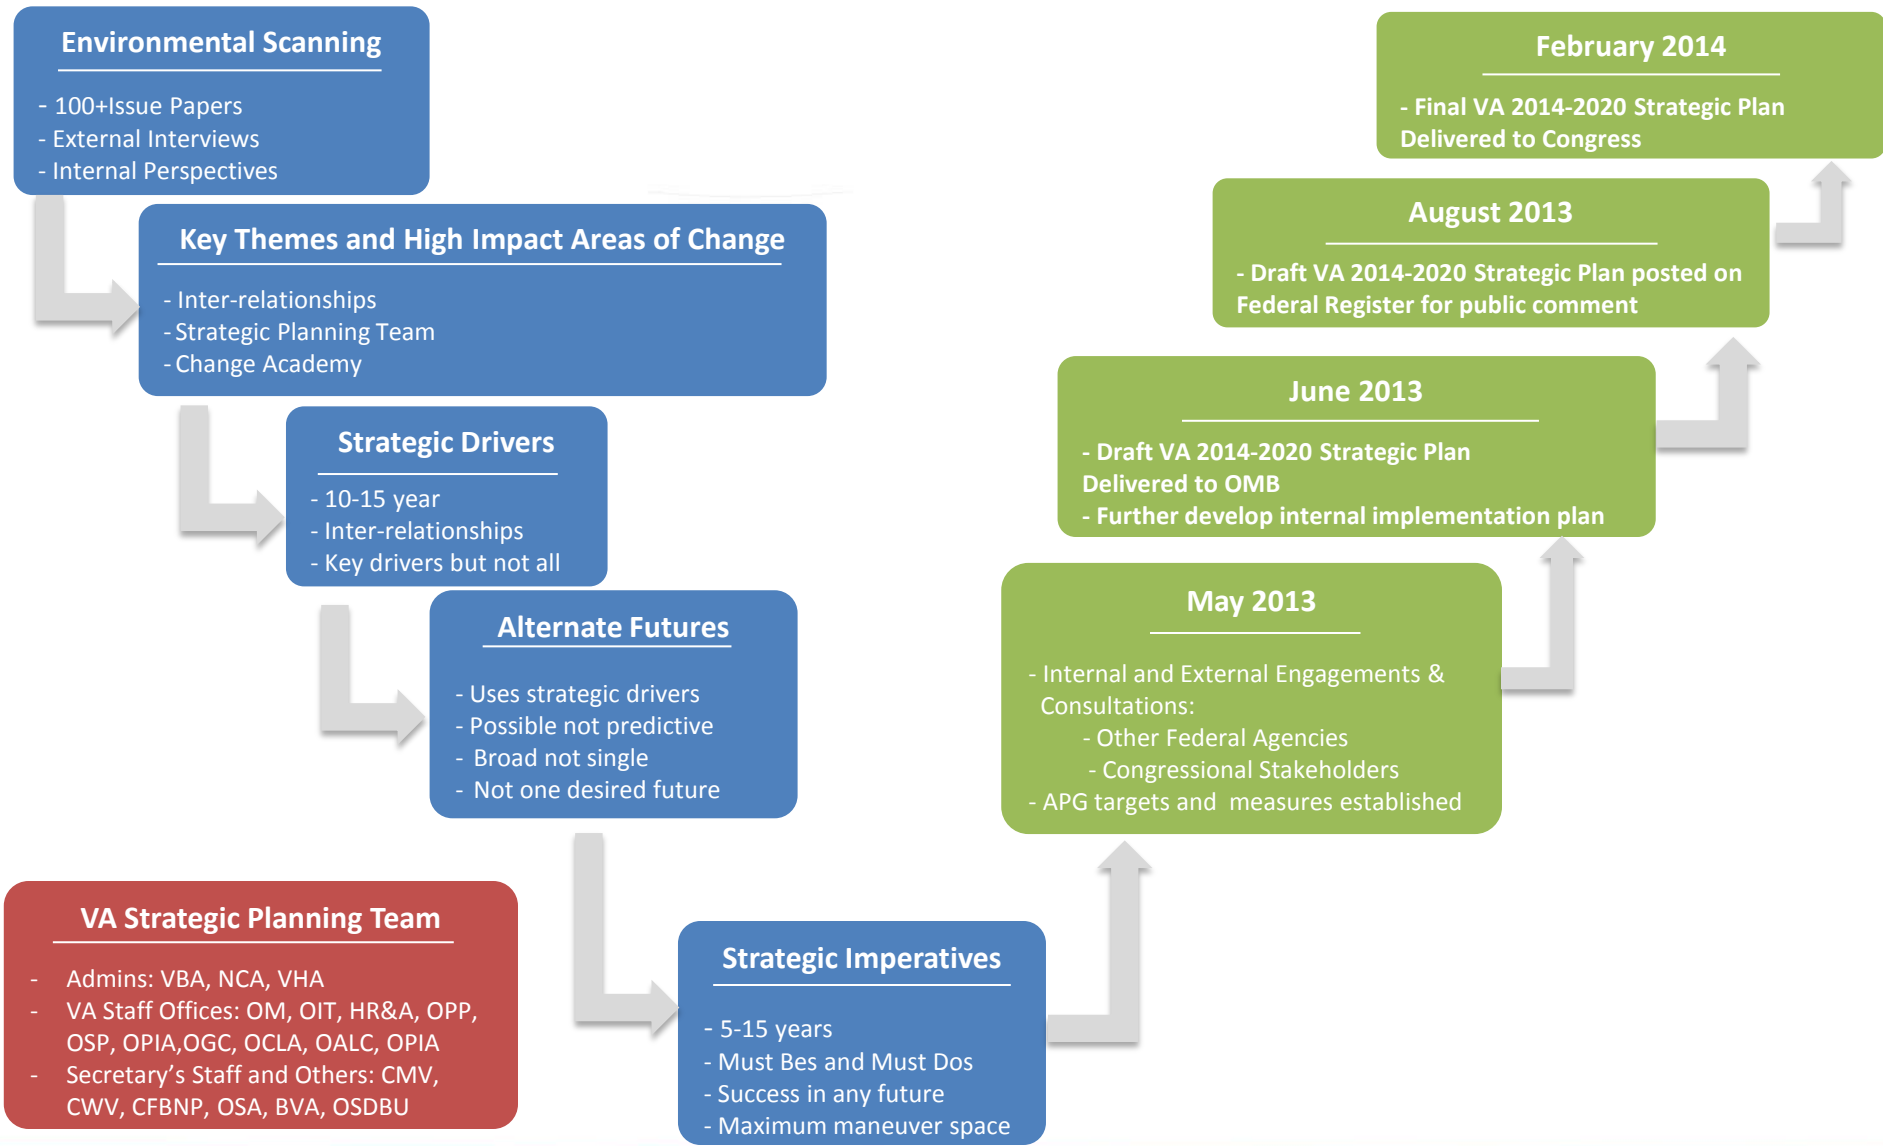 Environmental Scanning
- 100+Issue Papers
- External Interviews
- Internal Perspectives
Key Themes and High Impact Areas of Change
- Inter-relationships
- Strategic Planning Team
- Change Academy
Strategic Drivers
- 10-15 year
- Inter-relationships
- Key drivers but not all
Alternate Futures
- Uses strategic drivers
- Possible not predictive
- Broad not single
- Not one desired future
VA Strategic Planning Team
- Admins: VBA, NCA, VHA
- VA Staff Offices: OM, OIT, HR&A, OPP,
OSP, OPIA,OGC, OCLA, OALC, OPIA
- Secretary’s Staff and Others: CMV,
CWV, CFBNP, OSA, BVA, OSDBU
Strategic Imperatives
- 5-15 years
- Must Bes and Must Dos
- Success in any future
- Maximum maneuver space
May 2013
- Internal and External Engagements &
Consultations:
- Other Federal Agencies
- Congressional Stakeholders
- APG targets and measures established
June 2013
- Draft VA 2014-2020 Strategic Plan
Delivered to OMB
- Further develop internal implementation plan
August 2013
- Draft VA 2014-2020 Strategic Plan posted on
Federal Register for public comment
February 2014
- Final VA 2014-2020 Strategic Plan
Delivered to Congress